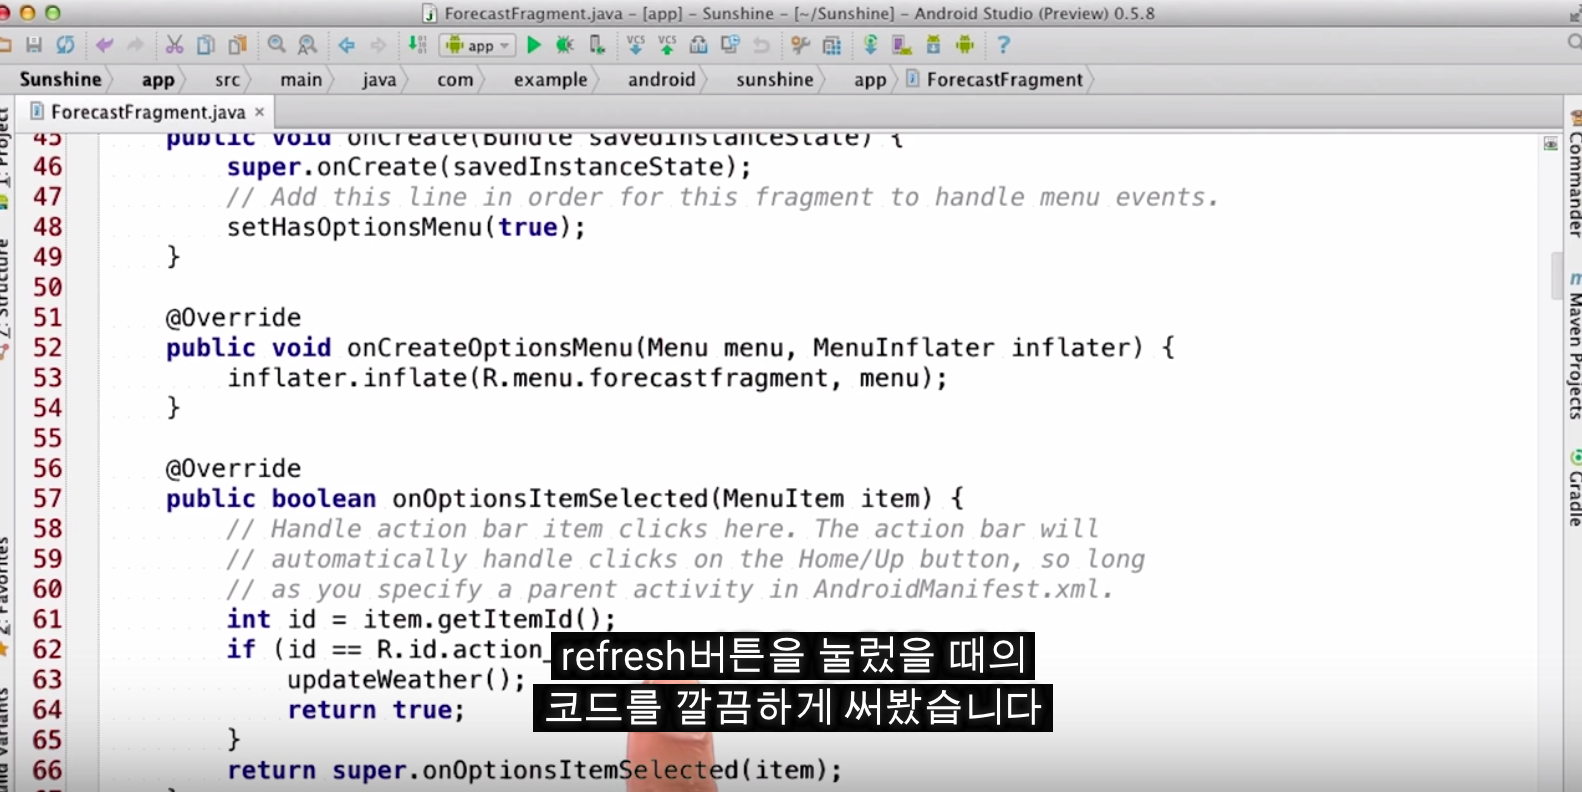 ForecastFragment.java – [app] – Sunshine – [~/Sunshine] – Android Studio (Preview) 0.5.8
app
Sunshine app src main java com example android sunshine app ForecastFragment
ForecastFragment.java ×
45 public void onCreate(Bundle savedInstanceState) {
46 super.onCreate(savedInstanceState);
47 // Add this line in order for this fragment to handle menu events.
48 setHasOptionsMenu(true);
49 }
50
51 @Override
52 public void onCreateOptionsMenu(Menu menu, MenuInflater inflater) {
53 inflater.inflate(R.menu.forecastfragment, menu);
54 }
55
56 @Override
57 public boolean onOptionsItemSelected(MenuItem item) {
58 // Handle action bar item clicks here. The action bar will
59 // automatically handle clicks on the Home/Up button, so long
60 // as you specify a parent activity in AndroidManifest.xml.
61 int id = item.getItemId();
62 if (id == R.id.action_
63 updateWeather();
64 return true;
65 }
66 return super.onOptionsItemSelected(item);
refresh버튼을 눌렀을 때의
코드를 깔끔하게 써봤습니다
1: Project
7: Structure
2: Favorites
Commander
Maven Projects
Gradle